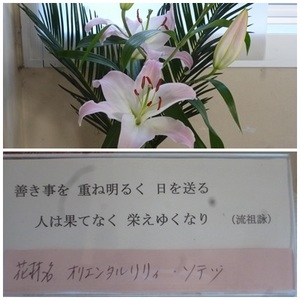 善き事を 重ね明るく 日を送る
人は果てなく 栄えゆくなり （流祖詠）
花材名 オリエンタルリリィ・ソテツ